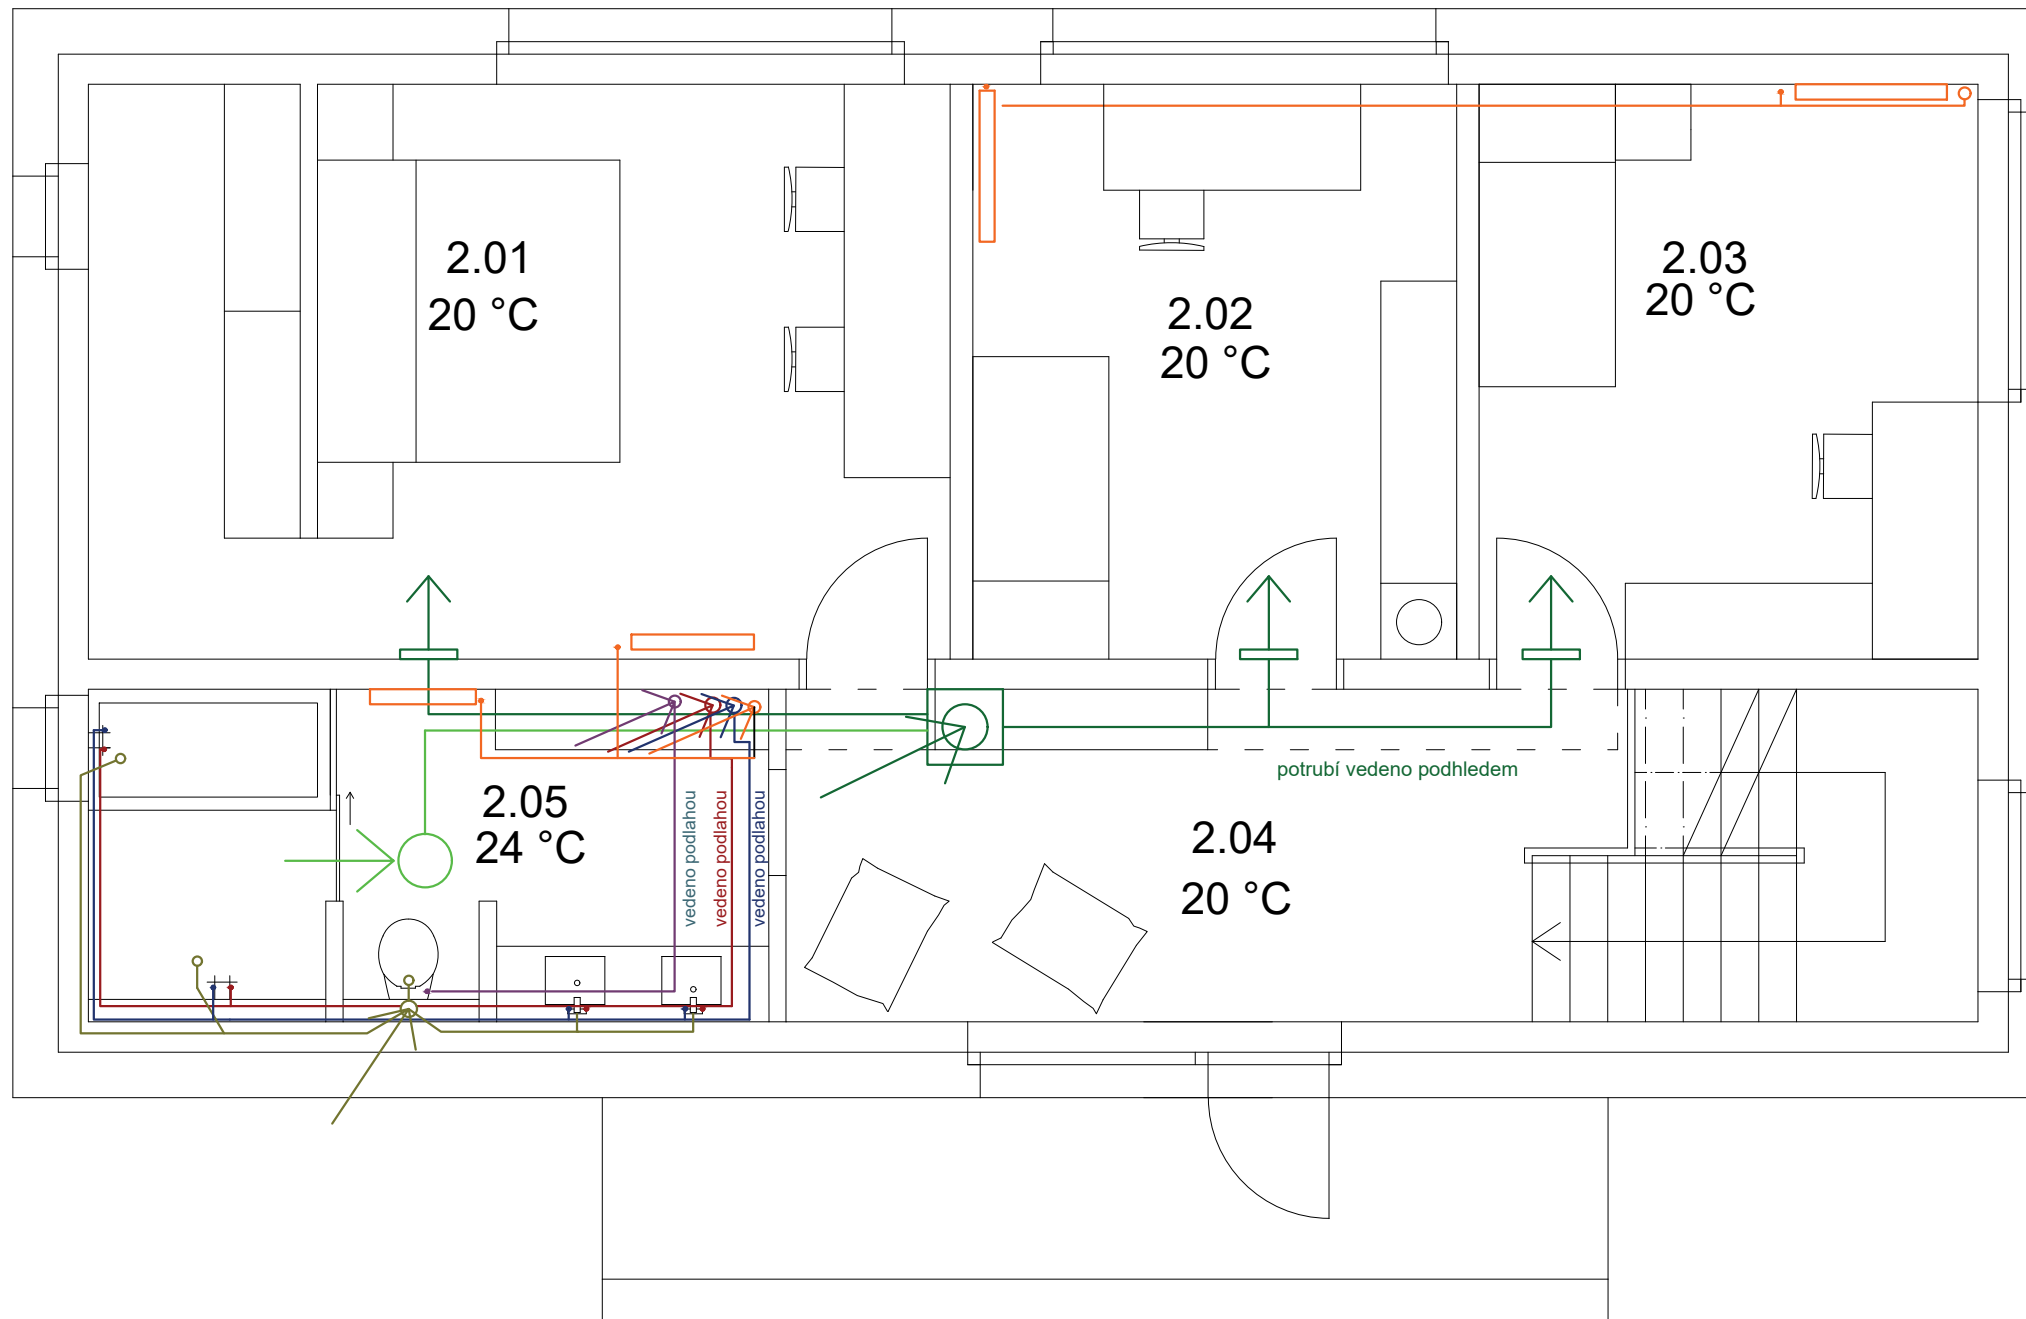 2.01
20 °C
2.02
20 °C
2.03
20 °C
potrubí vedeno podhledem
2.05
24 °C
vedeno podlahou
vedeno podlahou
vedeno podlahou
2.04
20 °C